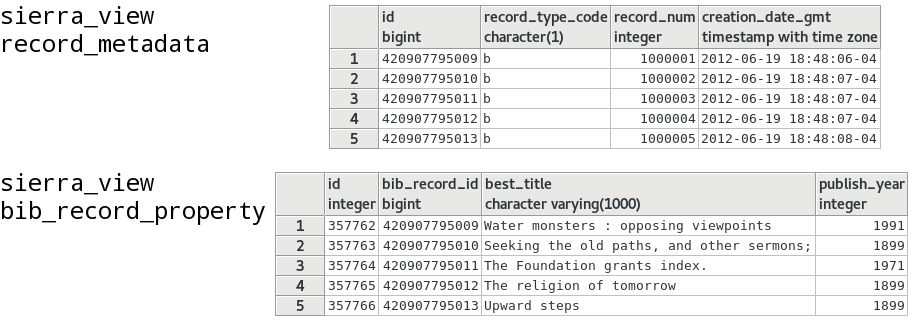 sierra_view
record_metadata
id record_type_code record_num creation_date_gmt
bigint character(1) integer timestamp with time zone
1 420907795009 b 1000001 2012-06-19 18:48:06-04
2 420907795010 b 1000002 2012-06-19 18:48:07-04
3 420907795011 b 1000003 2012-06-19 18:48:07-04
4 420907795012 b 1000004 2012-06-19 18:48:07-04
5 420907795013 b 1000005 2012-06-19 18:48:08-04
sierra_view
bib_record_property
id bib_record_id best_title publish_year
integer bigint character varying(1000) integer
1 357762 420907795009 Water monsters : opposing viewpoints 1991
2 357763 420907795010 Seeking the old paths, and other sermons; 1899
3 357764 420907795011 The Foundation grants index. 1971
4 357765 420907795012 The religion of tomorrow 1899
5 357766 420907795013 Upward steps 1899